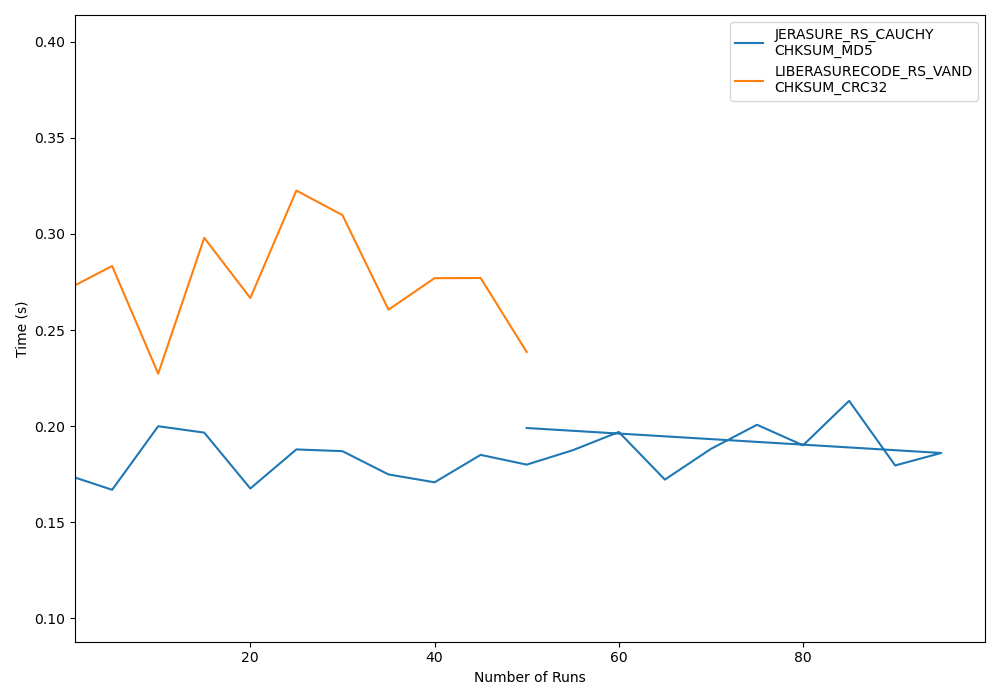 JERASURE_RS_CAUCHY
CHKSUM_MD5
LIBERASURECODE_RS_VAND
CHKSUM_CRC32
0.40
0.35
0.30
0.25
0.20
0.15
0.10
Time (s)
20 40 60 80
Number of Runs